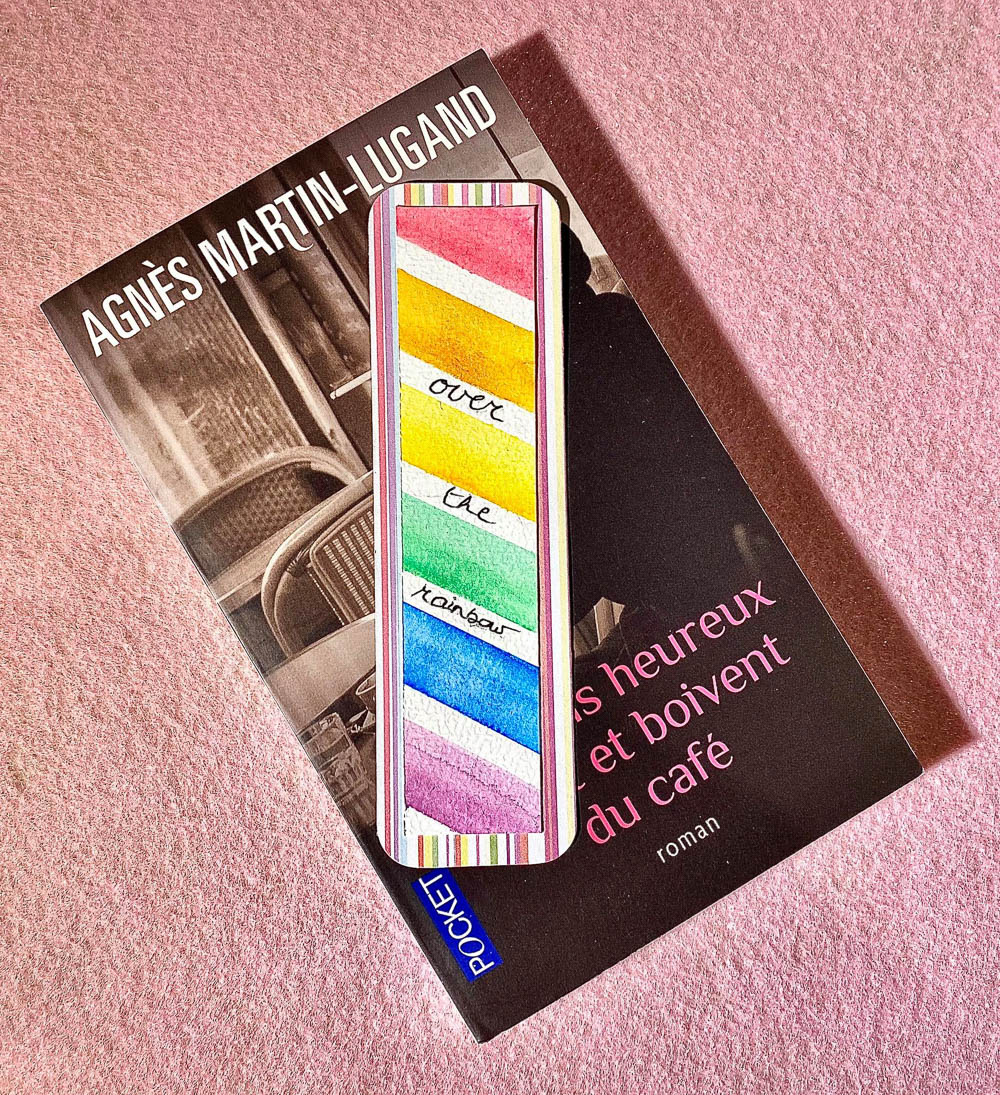 AGNÈS MARTIN-LUGAND
over
the
rainbow
heureux
et boivent
du café
roman
POCKET